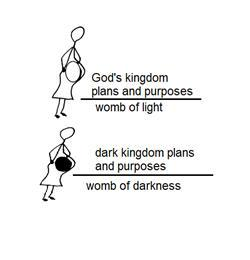 God's kingdom
plans and purposes
womb of light
dark kingdom plans
and purposes
womb of darkness